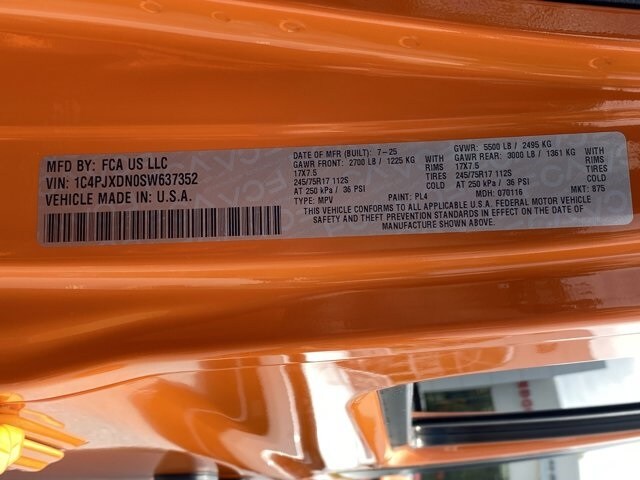 MFD BY: FCA US LLC
VIN: 1C4PJXDN0SW637352
VEHICLE MADE IN U.S.A.
DATE OF MFR (BUILT): 7-25 GVWR: 5500 LB / 2495 KG
GAWR FRONT: 2700 LB / 1225 KG WITH GAWR REAR: 3000 LB / 1361 KG WITH
17X7.5 RIMS 17X7.5 RIMS
245/75R17 112S TIRES 245/75R17 112S TIRES
AT 250 kPa / 36 PSI COLD AT 250 kPa / 36 PSI COLD
TYPE: MPV PAINT: PL4 MDH: 070116 MKT: 875
THIS VEHICLE CONFORMS TO ALL APPLICABLE U.S.A. FEDERAL MOTOR VEHICLE
SAFETY AND THEFT PREVENTION STANDARDS IN EFFECT ON THE DATE OF
MANUFACTURE SHOWN ABOVE.